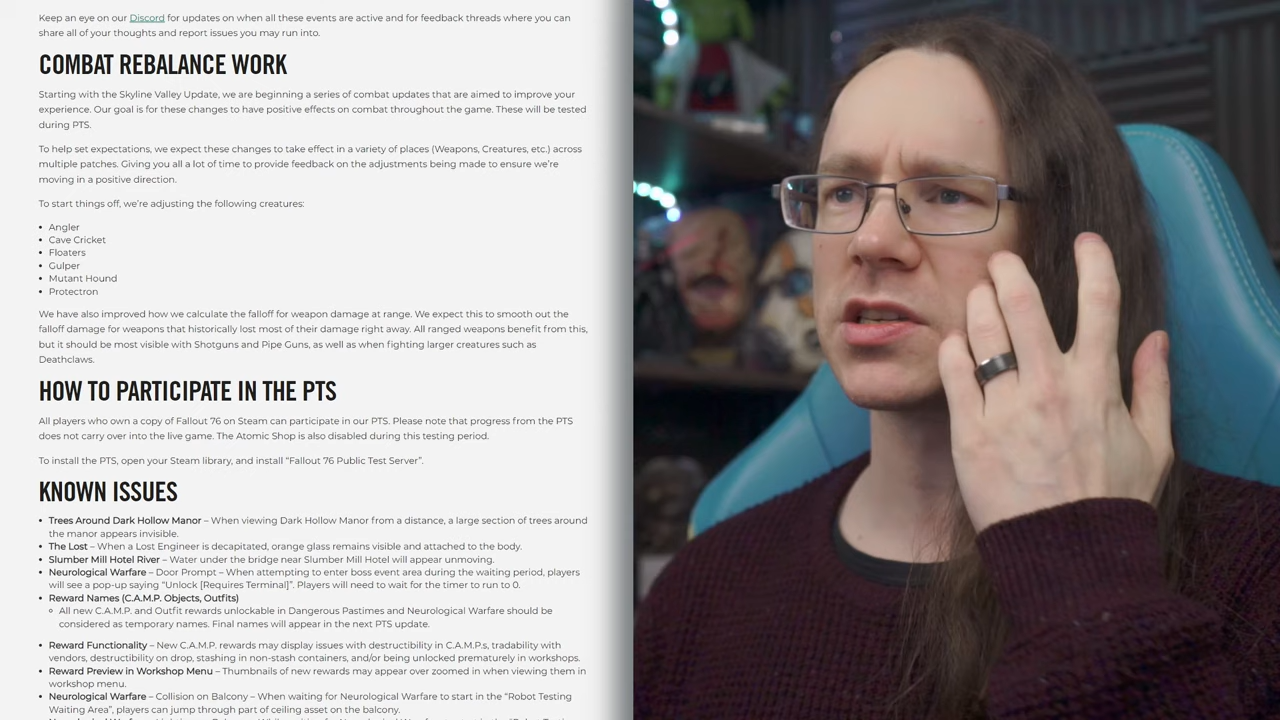 Keep an eye on our Discord for updates on when all these events are active and for feedback threads where you can
share all of your thoughts and report issues you may run into.
COMBAT REBALANCE WORK
Starting with the Skyline Valley Update, we are beginning a series of combat updates that are aimed to improve your
experience. Our goal is for these changes to have positive effects on combat throughout the game. These will be tested
during PTS.
To help set expectations, we expect these changes to take effect in a variety of places (Weapons, Creatures, etc.) across
multiple patches. Giving you all a lot of time to provide feedback on the adjustments being made to ensure we're
moving in a positive direction.
To start things off, we're adjusting the following creatures:
• Angler
• Cave Cricket
• Floaters
• Gulper
• Mutant Hound
• Protectron
We have also improved how we calculate the falloff for weapon damage at range. We expect this to smooth out the
falloff damage for weapons that historically lost most of their damage right away. All ranged weapons benefit from this,
but it should be most visible with Shotguns and Pipe Guns, as well as when fighting larger creatures such as
Deathclaws.
HOW TO PARTICIPATE IN THE PTS
All players who own a copy of Fallout 76 on Steam can participate in our PTS. Please note that progress from the PTS
does not carry over into the live game. The Atomic Shop is also disabled during this testing period.
To install the PTS, open your Steam library, and install "Fallout 76 Public Test Server".
KNOWN ISSUES
• Trees Around Dark Hollow Manor – When viewing Dark Hollow Manor from a distance, a large section of trees around
the manor appears invisible.
• The Lost – When a Lost Engineer is decapitated, orange glass remains visible and attached to the body.
• Slumber Mill Hotel River – Water under the bridge near Slumber Mill Hotel will appear unmoving.
• Neurological Warfare – Door Prompt – When attempting to enter boss event area during the waiting period, players
will see a pop-up saying "Unlock [Requires Terminal]". Players will need to wait for the timer to run to 0.
• Reward Names (C.A.M.P. Objects, Outfits)
○ All new C.A.M.P. and Outfit rewards unlockable in Dangerous Pastimes and Neurological Warfare should be
considered as temporary names. Final names will appear in the next PTS update.
• Reward Functionality – New C.A.M.P. rewards may display issues with destructibility in C.A.M.P.s, tradability with
vendors, destructibility on drop, stashing in non-stash containers, and/or being unlocked prematurely in workshops.
• Reward Preview in Workshop Menu – Thumbnails of new rewards may appear over zoomed in when viewing them in
workshop menu.
• Neurological Warfare – Collision on Balcony – When waiting for Neurological Warfare to start in the "Robot Testing
Waiting Area", players can jump through part of ceiling asset on the balcony.